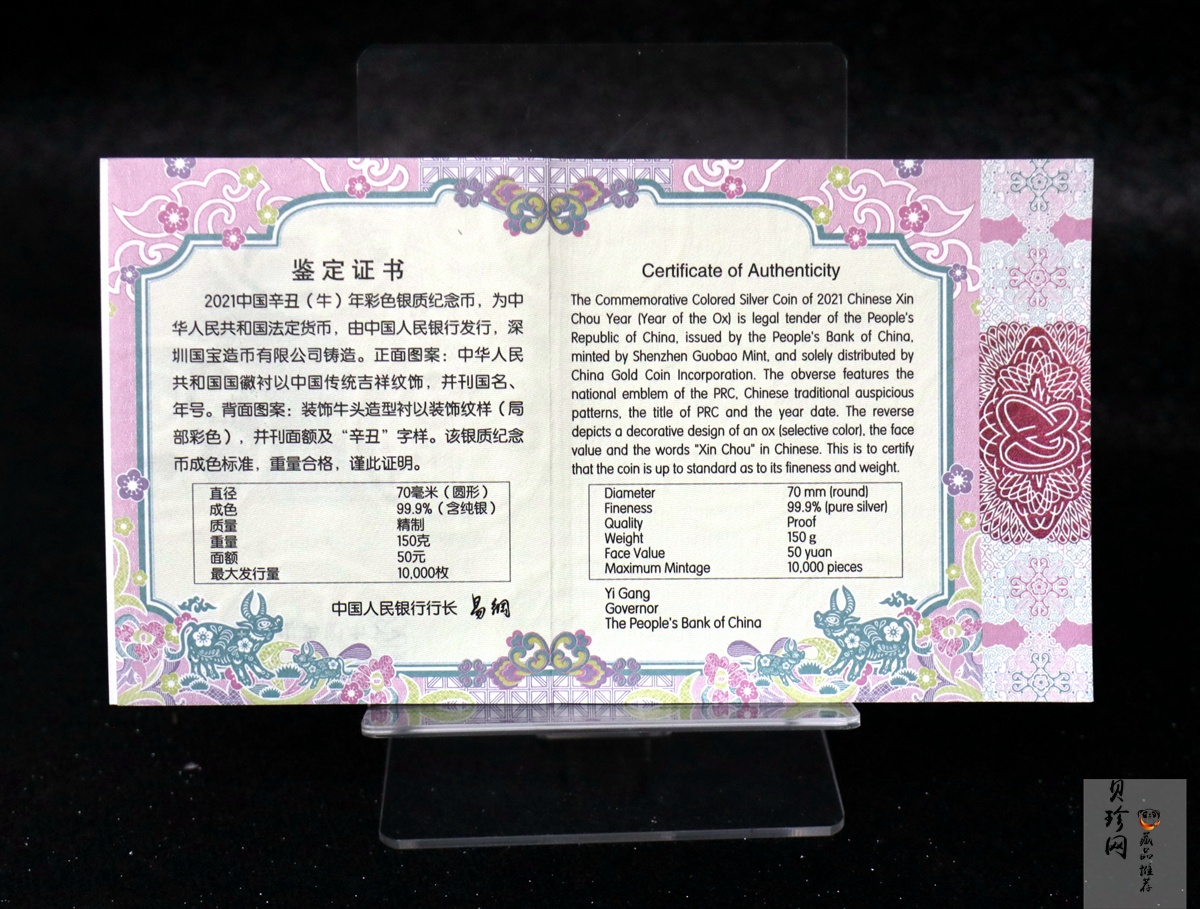 鉴定证书
2021中国辛丑（牛）年彩色银质纪念币，为中
华人民共和国法定货币，由中国人民银行发行，深
圳国宝造币有限公司铸造。正面图案：中华人民
共和国国徽衬以中国传统吉祥纹饰，并刊国名、
年号。背面图案：装饰牛头造型衬以装饰纹样（局
部彩色），并刊面额及“辛丑”字样。该银质纪念
币成色标准，重量合格，谨此证明。
直径 70毫米（圆形）
成色 99.9%（含纯银）
质量 精制
重量 150克
面额 50元
最大发行量 10,000枚
中国人民银行行长 易纲
Certificate of Authenticity
The Commemorative Colored Silver Coin of 2021 Chinese Xin
Chou Year (Year of the Ox) is legal tender of the People's
Republic of China, issued by the People's Bank of China,
minted by Shenzhen Guobao Mint, and solely distributed by
China Gold Coin Incorporation. The obverse features the
national emblem of the PRC, Chinese traditional auspicious
patterns, the title of PRC and the year date. The reverse
depicts a decorative design of an ox (selective color), the face
value and the words "Xin Chou" in Chinese. This is to certify
that the coin is up to standard as to its fineness and weight.
Diameter 70 mm (round)
Fineness 99.9% (pure silver)
Quality Proof
Weight 150 g
Face Value 50 yuan
Maximum Mintage 10,000 pieces
Yi Gang
Governor
The People's Bank of China
贝珍网
藏品推荐